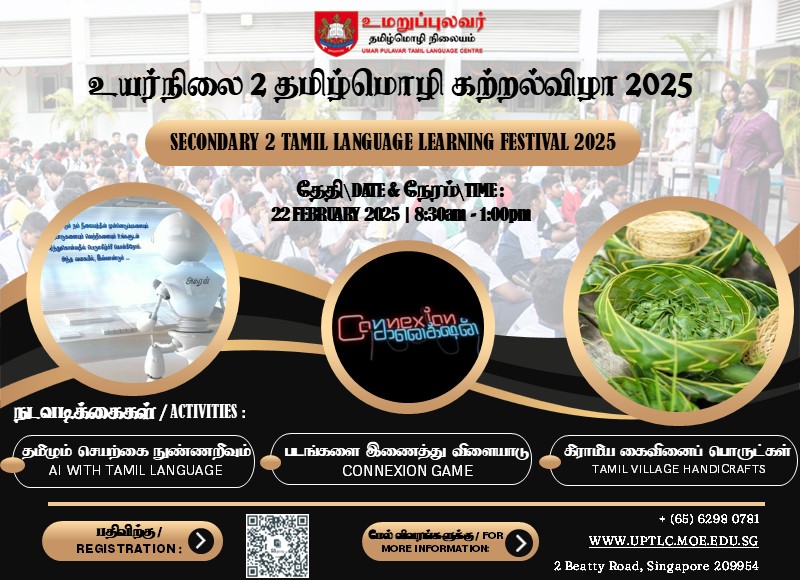 உமறுப்புலவர்
தமிழ்மொழி நிலையம்
UMAR PULAVAR TAMIL LANGUAGE CENTRE
உயர்நிலை 2 தமிழ்மொழி கற்றல்விழா 2025
SECONDARY 2 TAMIL LANGUAGE LEARNING FESTIVAL 2025
தேதி\DATE & நேரம்\TIME :
22 FEBRUARY 2025 | 8:30am - 1:00pm
Connexion
கனெக்‌ஷன்
நடவடிக்கைகள் / ACTIVITIES :
தமிழும் செயற்கை நுண்ணறிவும்
AI WITH TAMIL LANGUAGE
படங்களை இணைத்து விளையாடு
CONNEXION GAME
கிராமிய கைவினைப் பொருட்கள்
TAMIL VILLAGE HANDICRAFTS
பதிவிற்கு /
REGISTRATION :
மேல் விவரங்களுக்கு / FOR
MORE INFORMATION:
+ (65) 6298 0781
WWW.UPTLC.MOE.EDU.SG
2 Beatty Road, Singapore 209954